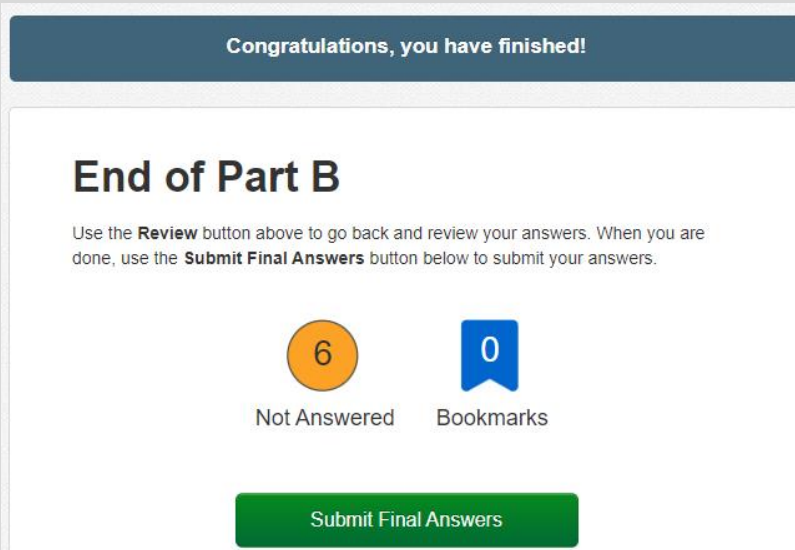 Congratulations, you have finished!
End of Part B
Use the Review button above to go back and review your answers. When you are
done, use the Submit Final Answers button below to submit your answers.
6 0
Not Answered Bookmarks
Submit Final Answers